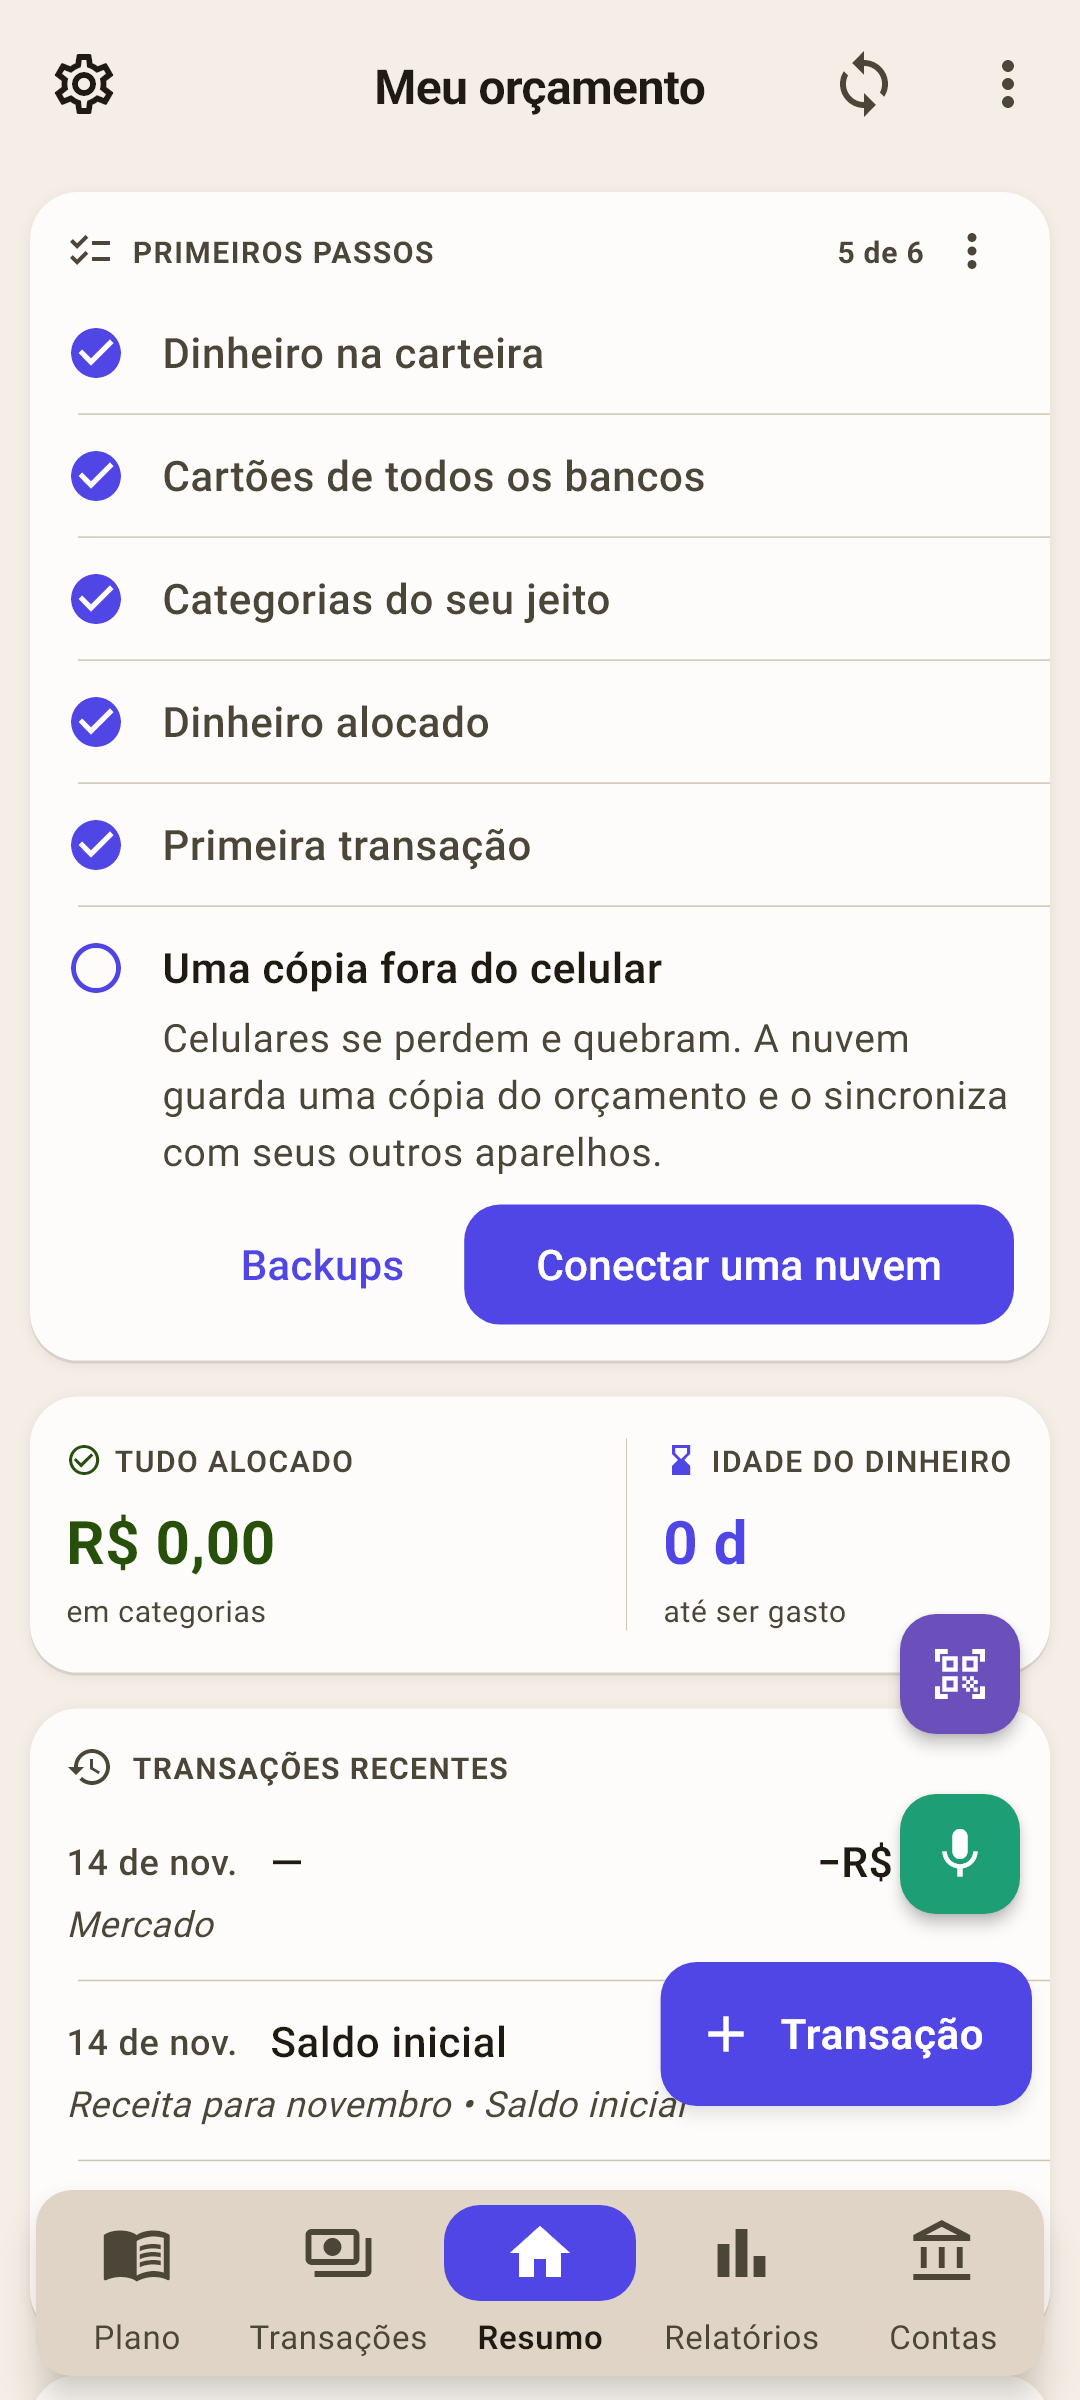 Meu orçamento
PRIMEIROS PASSOS
5 de 6
Dinheiro na carteira
Cartões de todos os bancos
Categorias do seu jeito
Dinheiro alocado
Primeira transação
Uma cópia fora do celular
Celulares se perdem e quebram. A nuvem
guarda uma cópia do orçamento e o sincroniza
com seus outros aparelhos.
Backups
Conectar uma nuvem
TUDO ALOCADO
R$ 0,00
em categorias
IDADE DO DINHEIRO
0 d
até ser gasto
TRANSAÇÕES RECENTES
14 de nov. — −R$
Mercado
14 de nov. Saldo inicial
Receita para novembro • Saldo inicial
+ Transação
Plano
Transações
Resumo
Relatórios
Contas